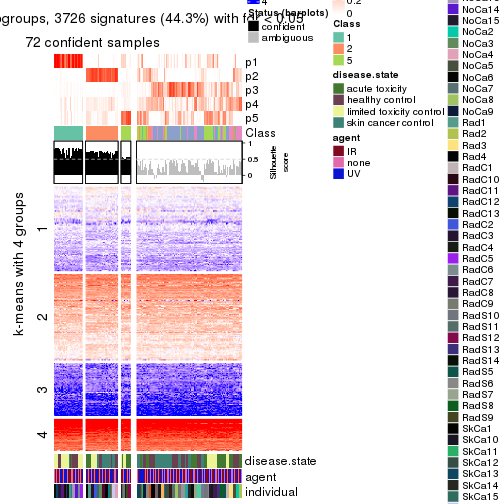 groups, 3726 signatures (44.3%) with fdr < 0.05
72 confident samples
p1
p2
p3
p4
p5
Class
1
0.5
0
Silhouette
score
k-means with 4 groups
1
2
3
4
disease.state
agent
individual
4
Status (barplots)
confident
ambiguous
0.2
0
Class
1
2
5
disease.state
acute toxicity
healthy control
limited toxicity control
skin cancer control
agent
IR
none
UV
NoCa14
NoCa15
NoCa2
NoCa3
NoCa4
NoCa5
NoCa6
NoCa7
NoCa8
NoCa9
Rad1
Rad2
Rad3
Rad4
RadC1
RadC10
RadC11
RadC12
RadC13
RadC2
RadC3
RadC4
RadC5
RadC6
RadC7
RadC8
RadC9
RadS10
RadS11
RadS12
RadS13
RadS14
RadS5
RadS6
RadS7
RadS8
RadS9
SkCa1
SkCa10
SkCa11
SkCa12
SkCa13
SkCa14
SkCa15